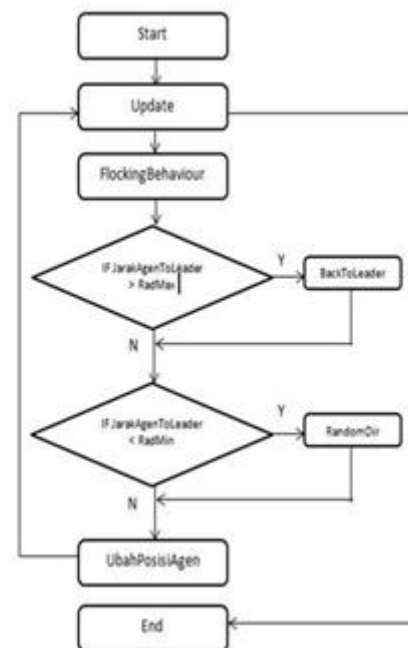 Start
Update
FlockingBehaviour
IF JarakAgenToLeader
> RadMax
Y
BackToLeader
N
IF JarakAgenToLeader
< RadMin
Y
RandomDir
N
UbahPosisiAgen
End